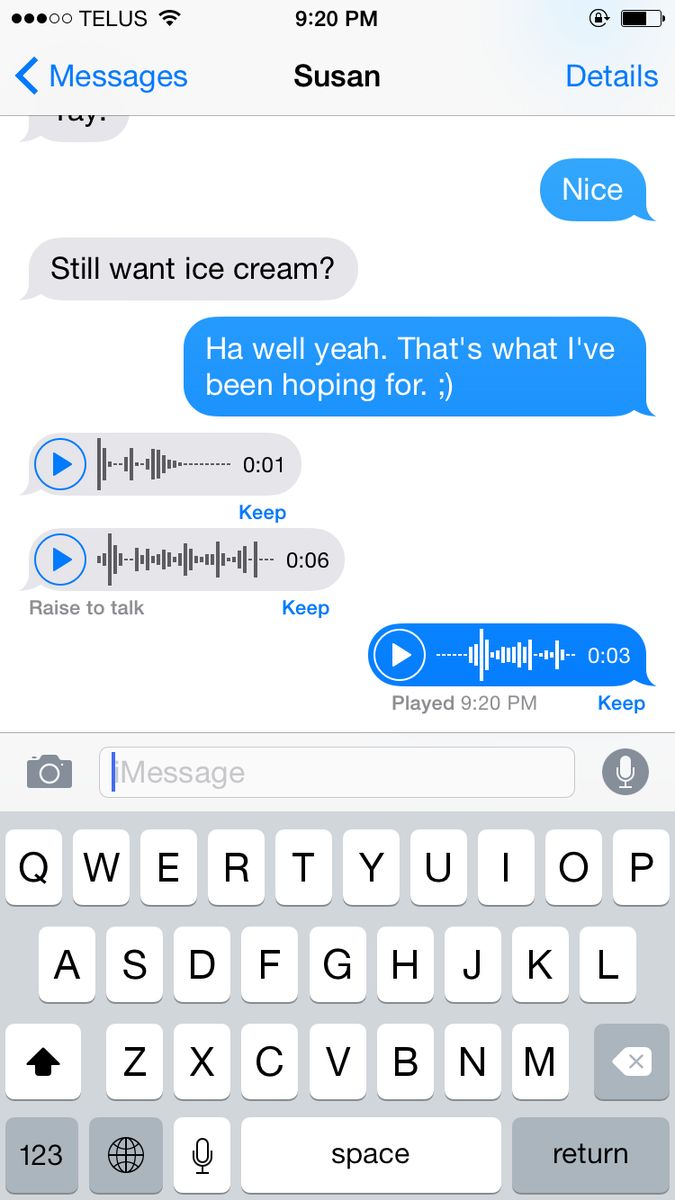 TELUS 9:20 PM
Messages Susan Details
Nice
Still want ice cream?
Ha well yeah. That's what I've
been hoping for. ;)
0:01
Keep
0:06
Raise to talk Keep
0:03
Played 9:20 PM Keep
iMessage
Q W E R T Y U I O P
A S D F G H J K L
Z X C V B N M
123 space return